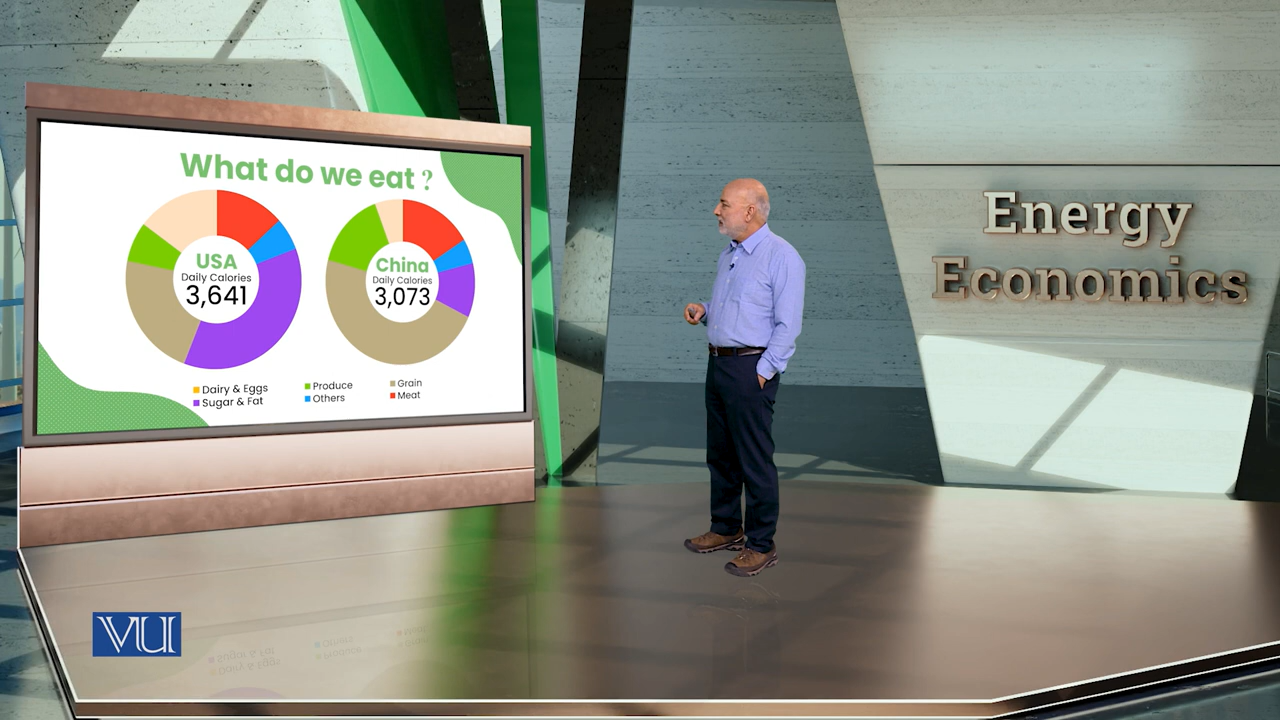 What do we eat ?
USA
Daily Calories
3,641
China
Daily Calories
3,073
Dairy & Eggs
Produce
Grain
Sugar & Fat
Others
Meat
Energy
Economics
VU